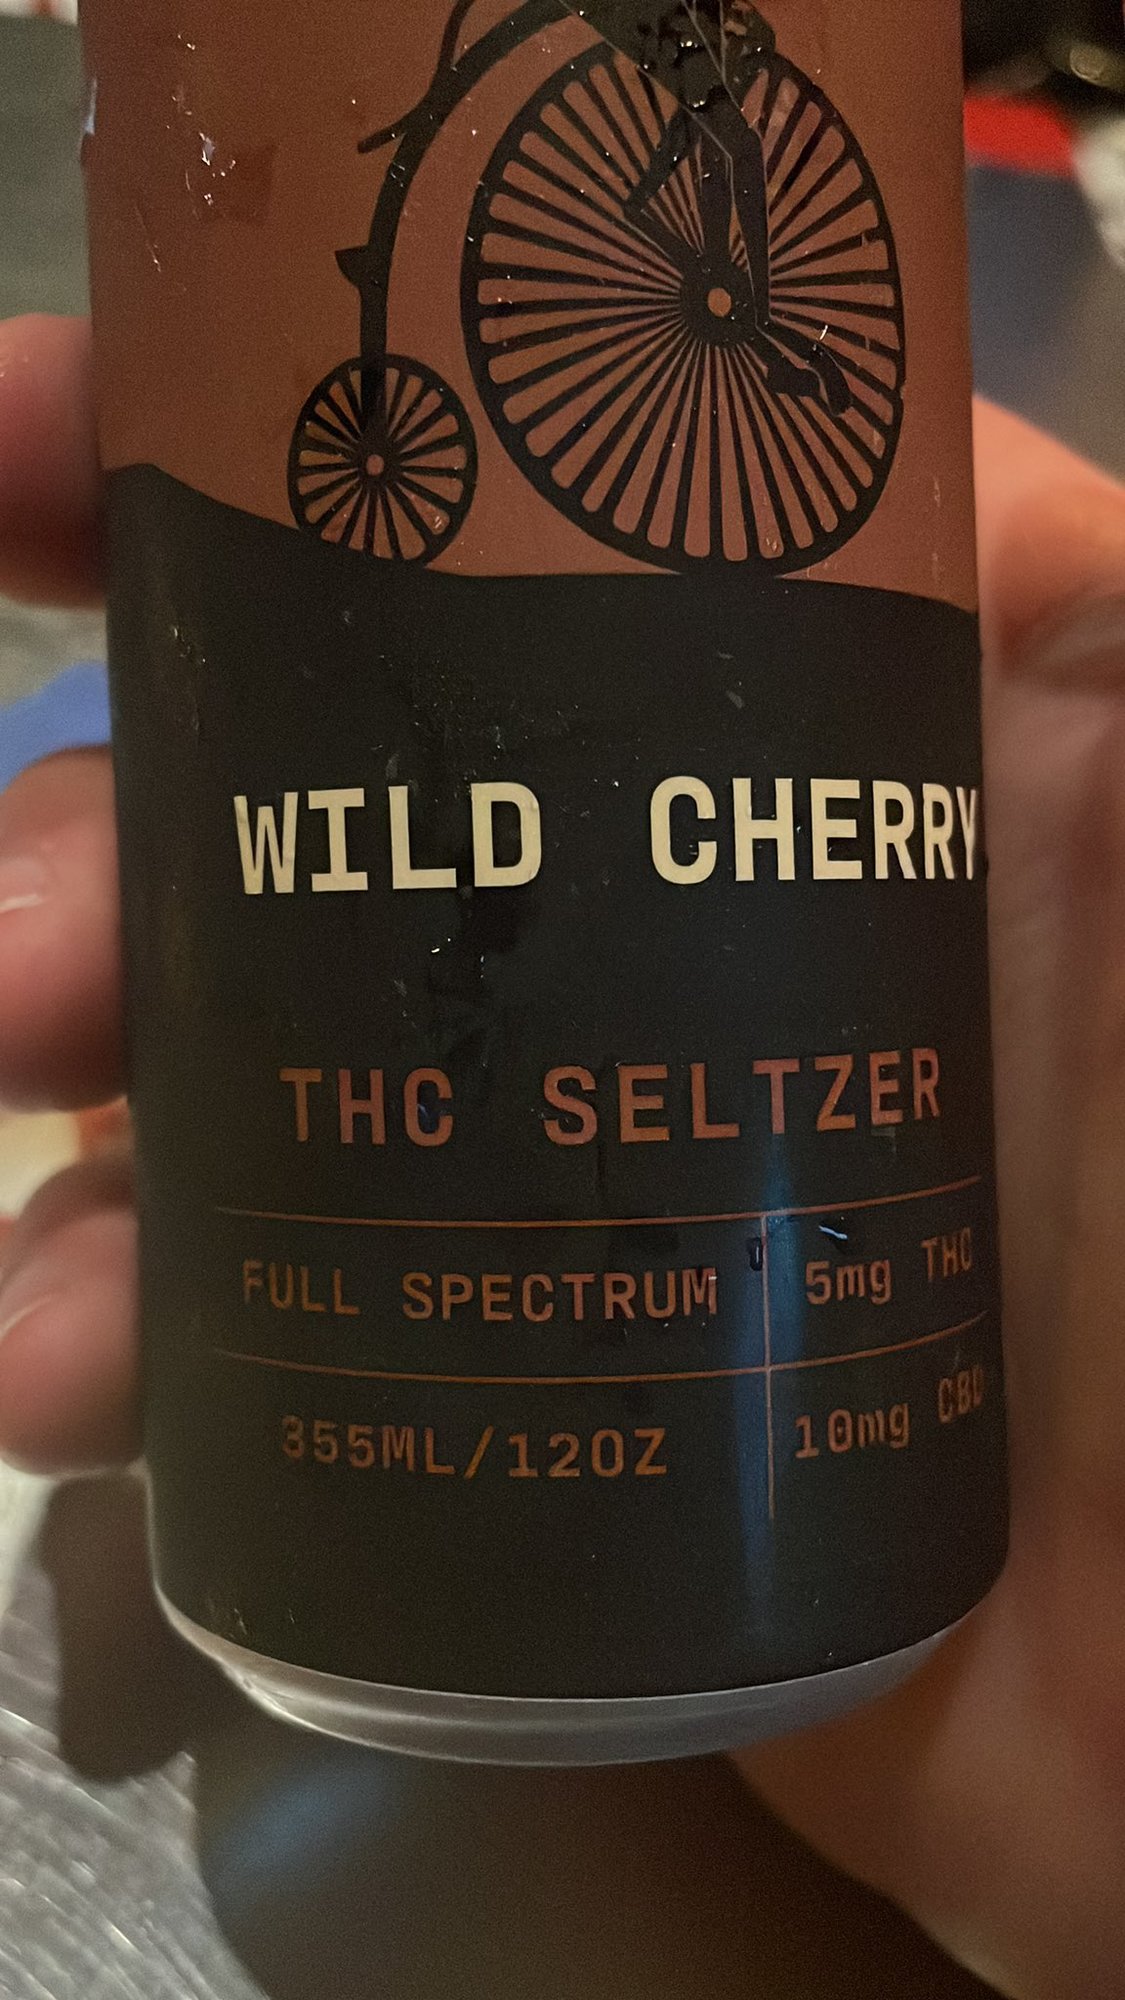 WILD CHERRY
THC SELTZER
FULL SPECTRUM 5mg THC
355ML/12OZ 10mg CBD